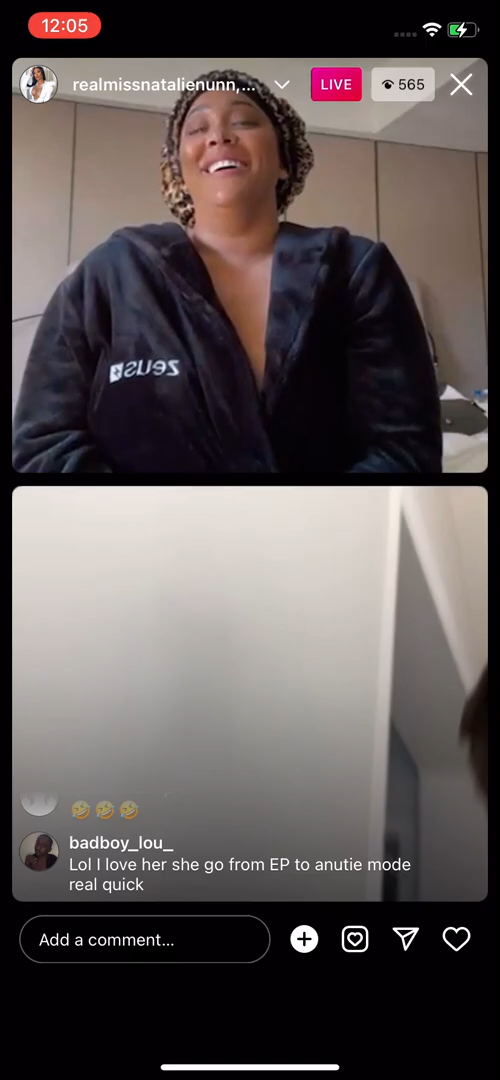 12:05
realmissnatalienunn,...
LIVE
565
zeus
🤣🤣🤣
badboy_lou_
Lol I love her she go from EP to anutie mode
real quick
Add a comment...